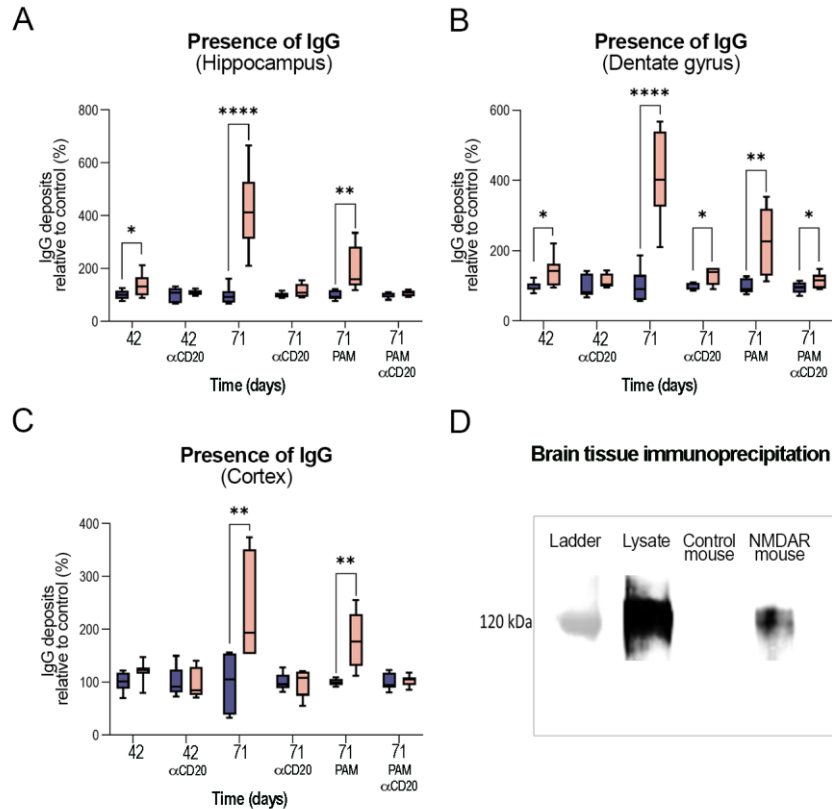 A
Presence of IgG
(Hippocampus)
IgG deposits
relative to control (%)
800
600
400
200
0
*
****
**
42
42
αCD20
71
71
αCD20
71
PAM
71
PAM
αCD20
Time (days)
B
Presence of IgG
(Dentate gyrus)
IgG deposits
relative to control (%)
600
400
200
0
*
****
*
**
*
42
42
αCD20
71
71
αCD20
71
PAM
71
PAM
αCD20
Time (days)
C
Presence of IgG
(Cortex)
IgG deposits
relative to control (%)
400
300
200
100
0
**
**
42
42
αCD20
71
71
αCD20
71
PAM
71
PAM
αCD20
Time (days)
D
Brain tissue immunoprecipitation
Ladder Lysate Control mouse NMDAR mouse
120 kDa